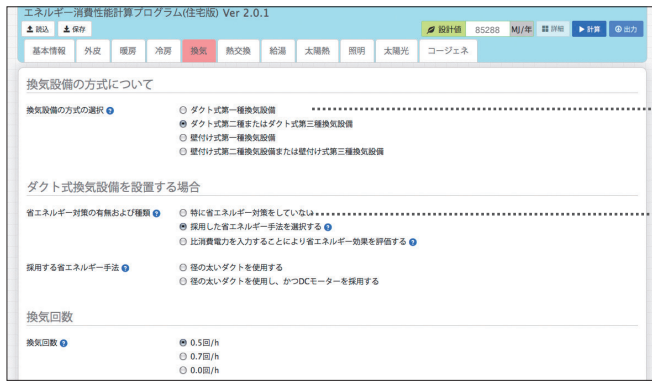 エネルギー消費性能計算プログラム(住宅版) Ver 2.0.1
読込 保存 設計値 85288 MJ/年 詳細 計算 出力
基本情報 外皮 暖房 冷房 換気 熱交換 給湯 太陽熱 照明 太陽光 コージェネ
換気設備の方式について
換気設備の方式の選択 ダクト式第一種換気設備
ダクト式第二種またはダクト式第三種換気設備
壁付け式第一種換気設備
壁付け式第二種換気設備または壁付け式第三種換気設備
ダクト式換気設備を設置する場合
省エネルギー対策の有無および種類 特に省エネルギー対策をしていない
採用した省エネルギー手法を選択する
比消費電力を入力することにより省エネルギー効果を評価する
採用する省エネルギー手法 径の太いダクトを使用する
径の太いダクトを使用し、かつDCモーターを採用する
換気回数
換気回数 0.5回/h
0.7回/h
0.0回/h